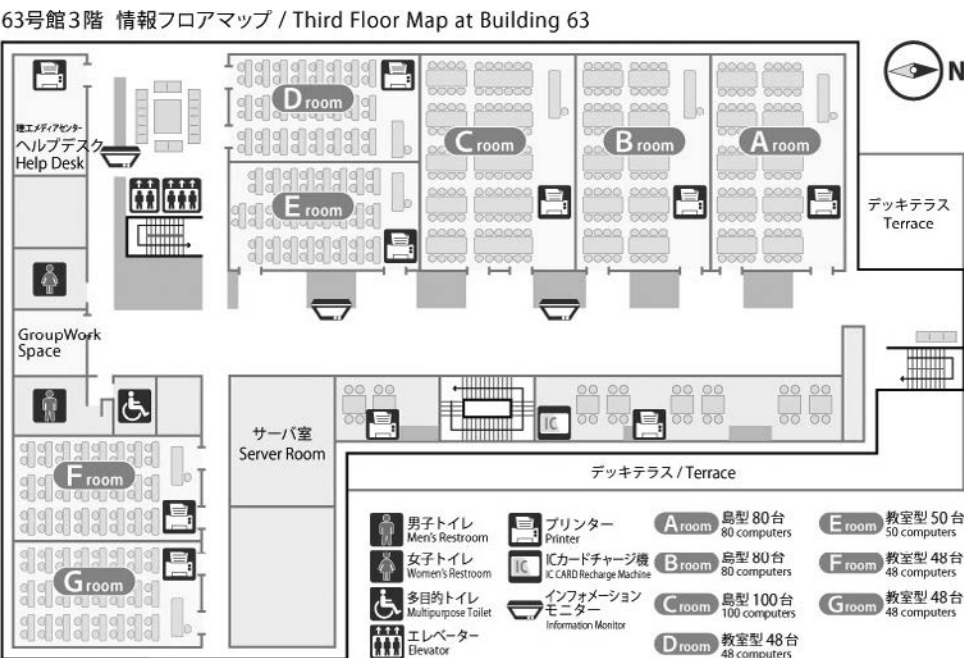 63号館3階 情報フロアマップ / Third Floor Map at Building 63
N
理工メディアセンター
ヘルプデスク
Help Desk
D room
E room
C room
B room
A room
デッキテラス
Terrace
GroupWork
Space
サーバ室
Server Room
IC
デッキテラス / Terrace
F room
G room
男子トイレ
Men's Restroom
女子トイレ
Women's Restroom
多目的トイレ
Multipurpose Toilet
エレベーター
Elevator
プリンター
Printer
IC
ICカードチャージ機
IC CARD Recharge Machine
インフォメーション
モニター
Information Monitor
A room 島型 80台
80 computers
B room 島型 80台
80 computers
C room 島型 100台
100 computers
D room 教室型 48台
48 computers
E room 教室型 50台
50 computers
F room 教室型 48台
48 computers
G room 教室型 48台
48 computers